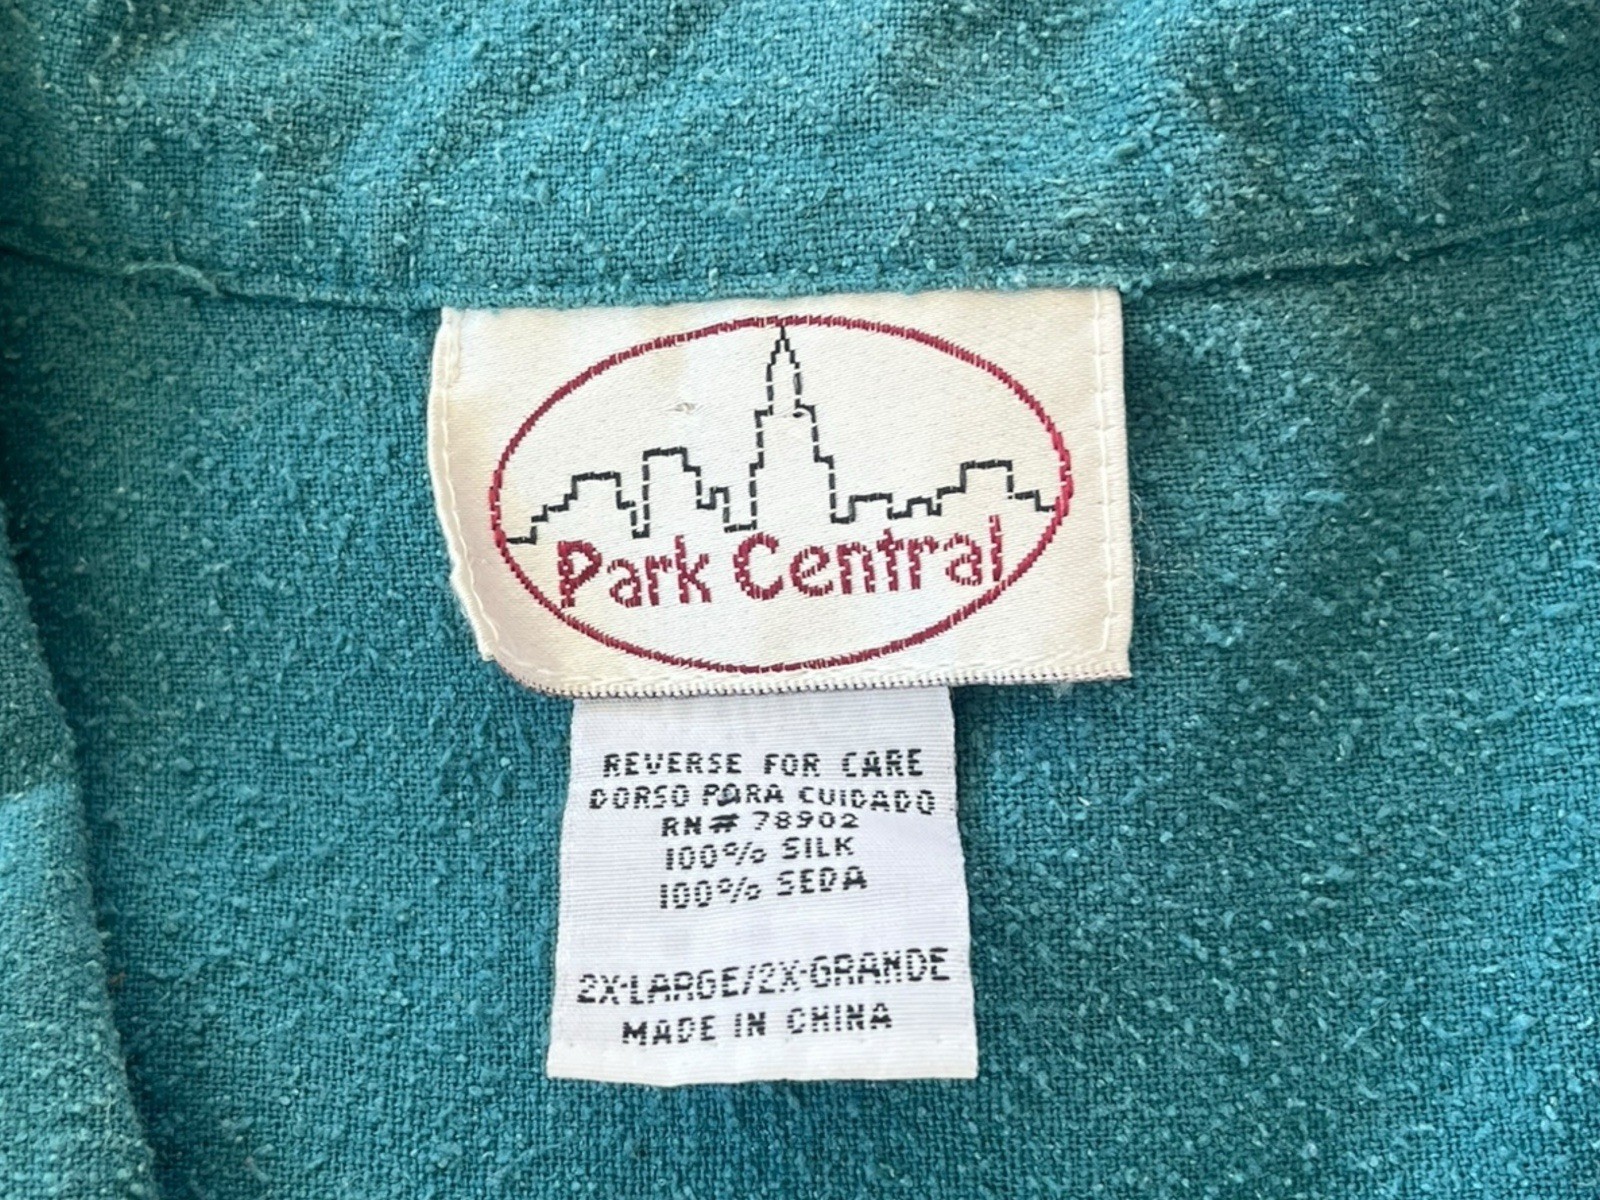 Park Central
REVERSE FOR CARE
DORSO PARA CUIDADO
RN# 78902
100% SILK
100% SEDA
2X-LARGE/2X-GRANDE
MADE IN CHINA